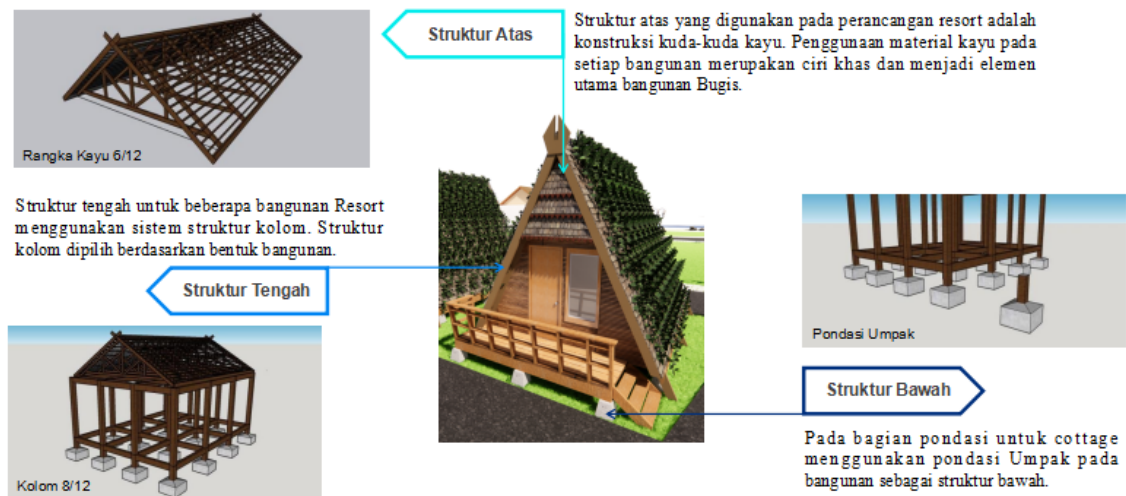 Struktur Atas
Struktur atas yang digunakan pada perancangan resort adalah
konstruksi kuda-kuda kayu. Penggunaan material kayu pada
setiap bangunan merupakan ciri khas dan menjadi elemen
utama bangunan Bugis.
Rangka Kayu 6/12
Struktur tengah untuk beberapa bangunan Resort
menggunakan sistem struktur kolom. Struktur
kolom dipilih berdasarkan bentuk bangunan.
Struktur Tengah
Kolom 8/12
Pondasi Umpak
Struktur Bawah
Pada bagian pondasi untuk cottage
menggunakan pondasi Umpak pada
bangunan sebagai struktur bawah.